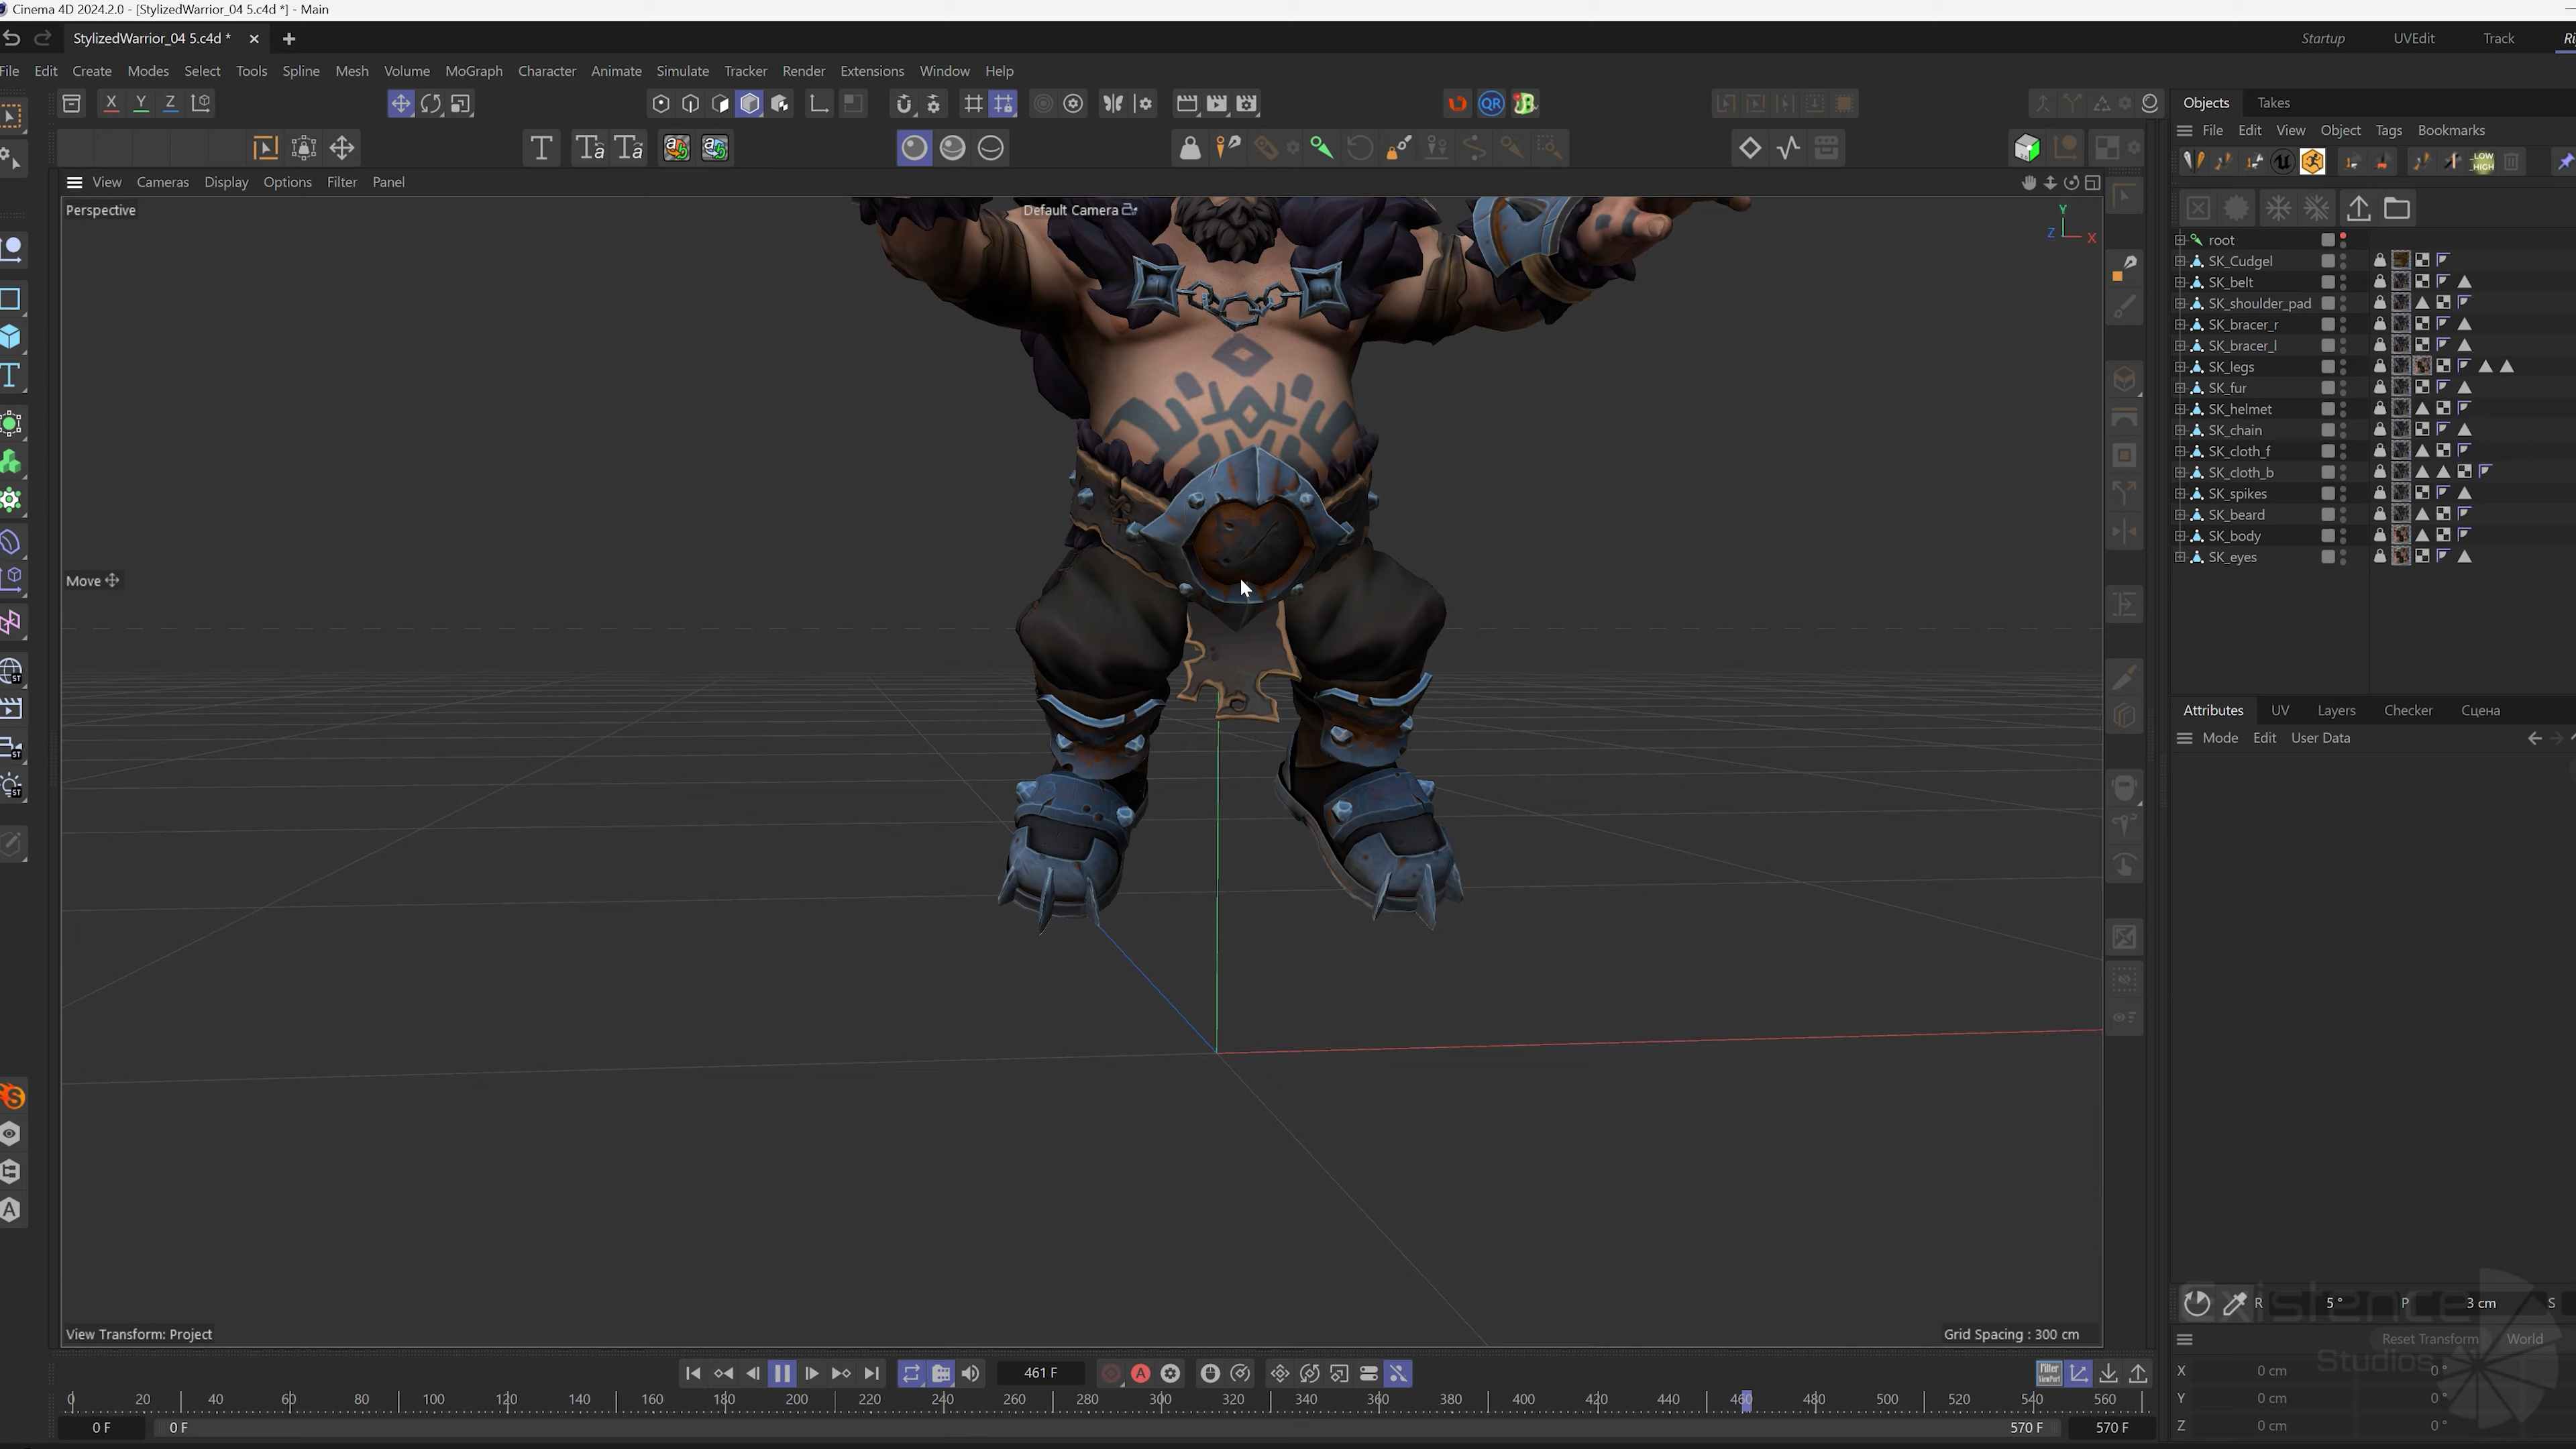 Cinema 4D 2024.2.0 - [StylizedWarrior_04 5.c4d *] - Main
StylizedWarrior_04 5.c4d *
Startup
UVEdit
Track
File Edit Create Modes Select Tools Spline Mesh Volume MoGraph Character Animate Simulate Tracker Render Extensions Window Help
X Y Z
QR
Objects Takes
File Edit View Object Tags Bookmarks
LOW
HIGH
View Cameras Display Options Filter Panel
Perspective
Default Camera
Y
Z
X
Move
root
SK_Cudgel
SK_belt
SK_shoulder_pad
SK_bracer_r
SK_bracer_l
SK_legs
SK_fur
SK_helmet
SK_chain
SK_cloth_f
SK_cloth_b
SK_spikes
SK_beard
SK_body
SK_eyes
Attributes UV Layers Checker Сцена
Mode Edit User Data
View Transform: Project
Grid Spacing : 300 cm
R 5 ° P 3 cm S
Existence
Studios
Reset Transform World
X 0 cm 0 °
Y 0 cm 0 °
Z 0 cm 0 °
461 F
0 20 40 60 80 100 120 140 160 180 200 220 240 260 280 300 320 340 360 380 400 420 440 460 480 500 520 540 560
0 F 0 F 570 F 570 F